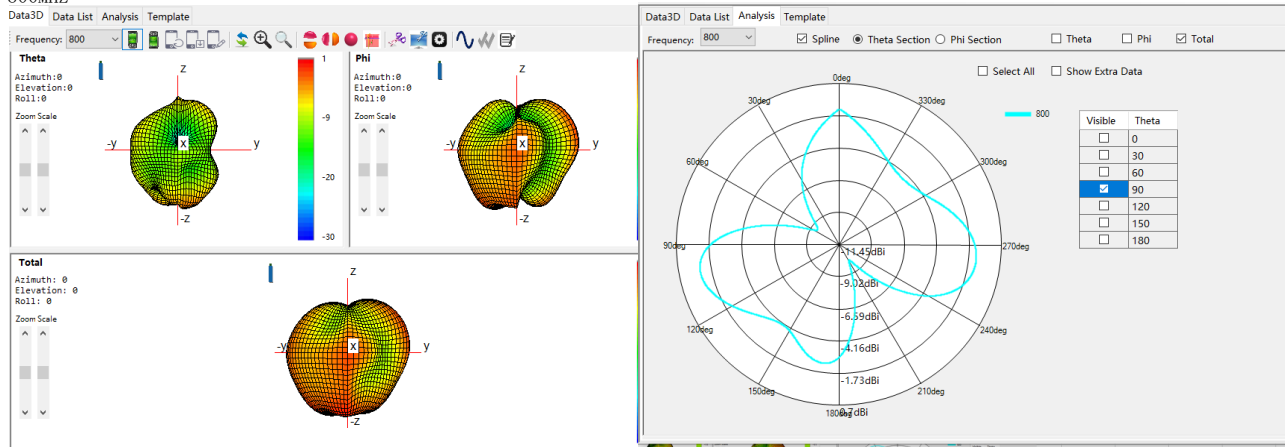 Data3D Data List Analysis Template
Frequency: 800
Theta
Azimuth:0
Elevation:0
Roll:0
Zoom Scale
Z
-y
x
y
-Z
1
-9
-20
-30
Phi
Azimuth:0
Elevation:0
Roll:0
Zoom Scale
Z
-y
x
y
-Z
Total
Azimuth: 0
Elevation: 0
Roll: 0
Zoom Scale
Z
-y
x
y
-Z
Data3D Data List Analysis Template
Frequency: 800 Spline Theta Section Phi Section Theta Phi Total
Select All Show Extra Data
0deg
30deg
330deg
60deg
300deg
90deg
270deg
120deg
240deg
150deg
210deg
180deg
-11.45dBi
-9.02dBi
-6.59dBi
-4.16dBi
-1.73dBi
0.7dBi
800
Visible Theta
0
30
60
90
120
150
180